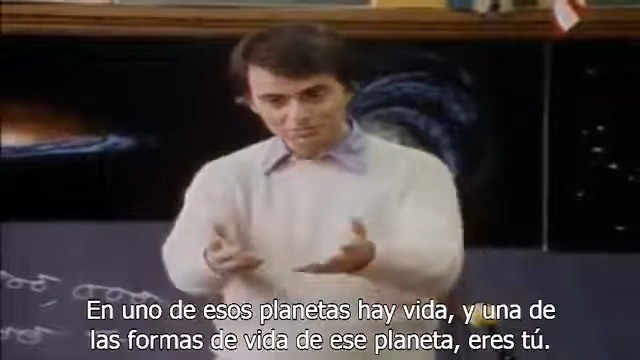 En uno de esos planetas hay vida, y una de
las formas de vida de ese planeta, eres tú.